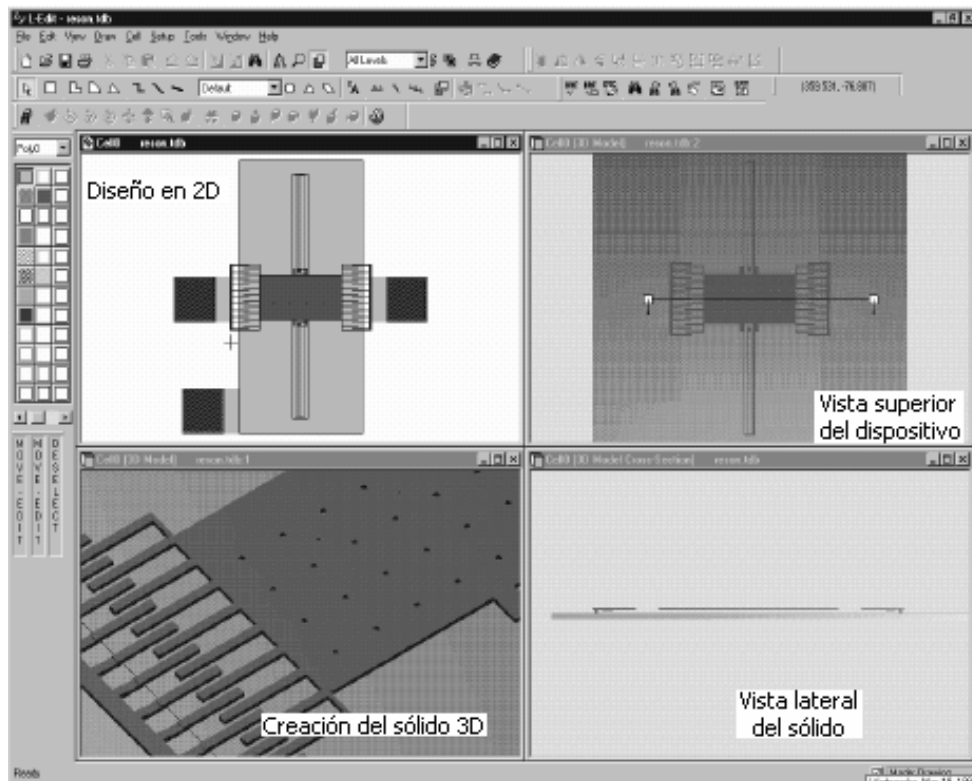 L-Edit - reson.tdb
File Edit View Draw Cell Setup Tools Window Help
All Levels
Default
Poly0
Cell0 reson.tdb
Cell0 [3D Model] reson.tdb:2
Diseño en 2D
Vista superior
del dispositivo
MOVE-EDIT
MOVE-EDIT
DESELECT
Cell0 [3D Model] reson.tdb:1
Cell0 [3D Model Cross-Section] reson.tdb
Creación del sólido 3D
Vista lateral
del sólido
Ready
Mode: Drawing